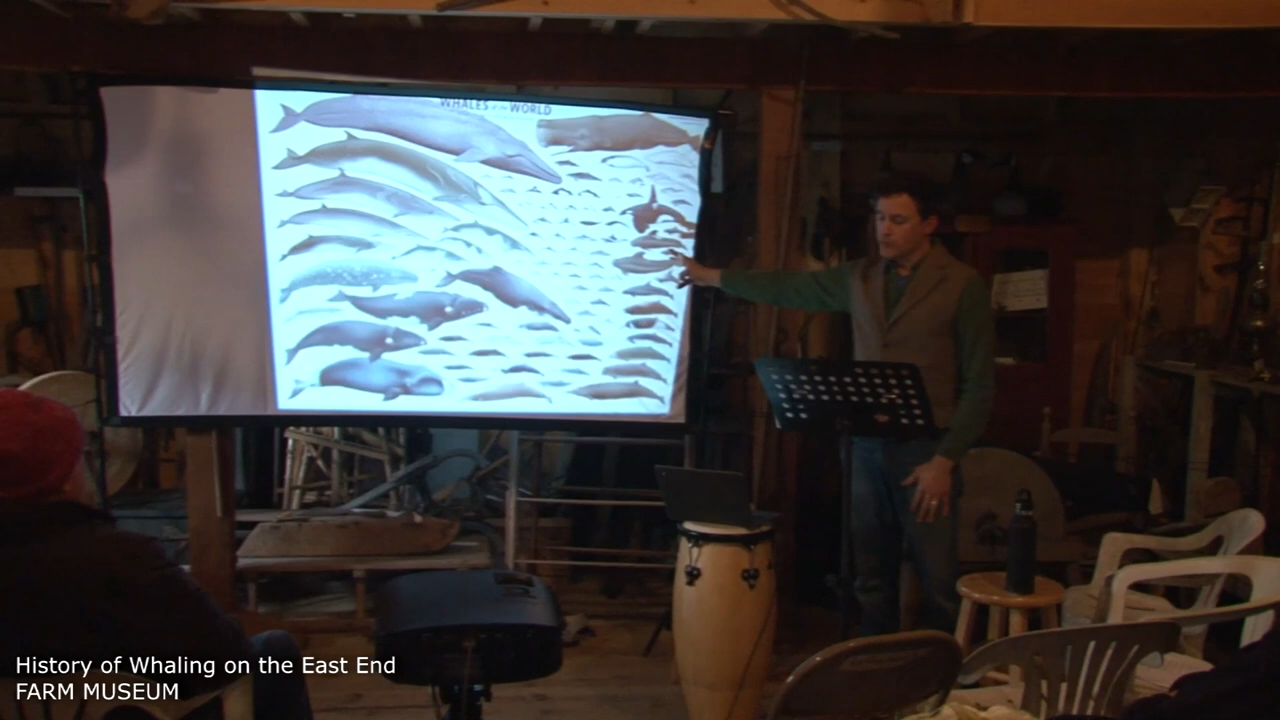 WHALES of the WORLD
History of Whaling on the East End
FARM MUSEUM